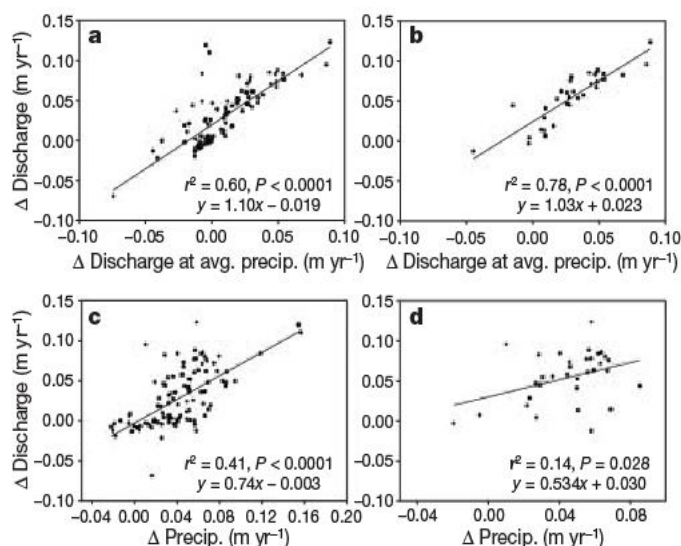 a
Δ Discharge (m yr⁻¹)
0.15
0.10
0.05
0.00
−0.05
0.10
r² = 0.60, P < 0.0001
y = 1.10x − 0.019
−0.10 −0.05 0.00 0.05 0.10
Δ Discharge at avg. precip. (m yr⁻¹)
b
0.15
0.10
0.05
0.00
−0.05
0.10
r² = 0.78, P < 0.0001
y = 1.03x + 0.023
−0.10 −0.05 0.00 0.05 0.10
Δ Discharge at avg. precip. (m yr⁻¹)
c
Δ Discharge (m yr⁻¹)
0.15
0.10
0.05
0.00
−0.05
0.10
r² = 0.41, P < 0.0001
y = 0.74x − 0.003
−0.04 0.00 0.04 0.08 0.12 0.16
Δ Precip. (m yr⁻¹)
d
0.15
0.10
0.05
0.00
−0.05
0.10
r² = 0.14, P = 0.028
y = 0.534x + 0.030
−0.04 0.00 0.04 0.08
Δ Precip. (m yr⁻¹)